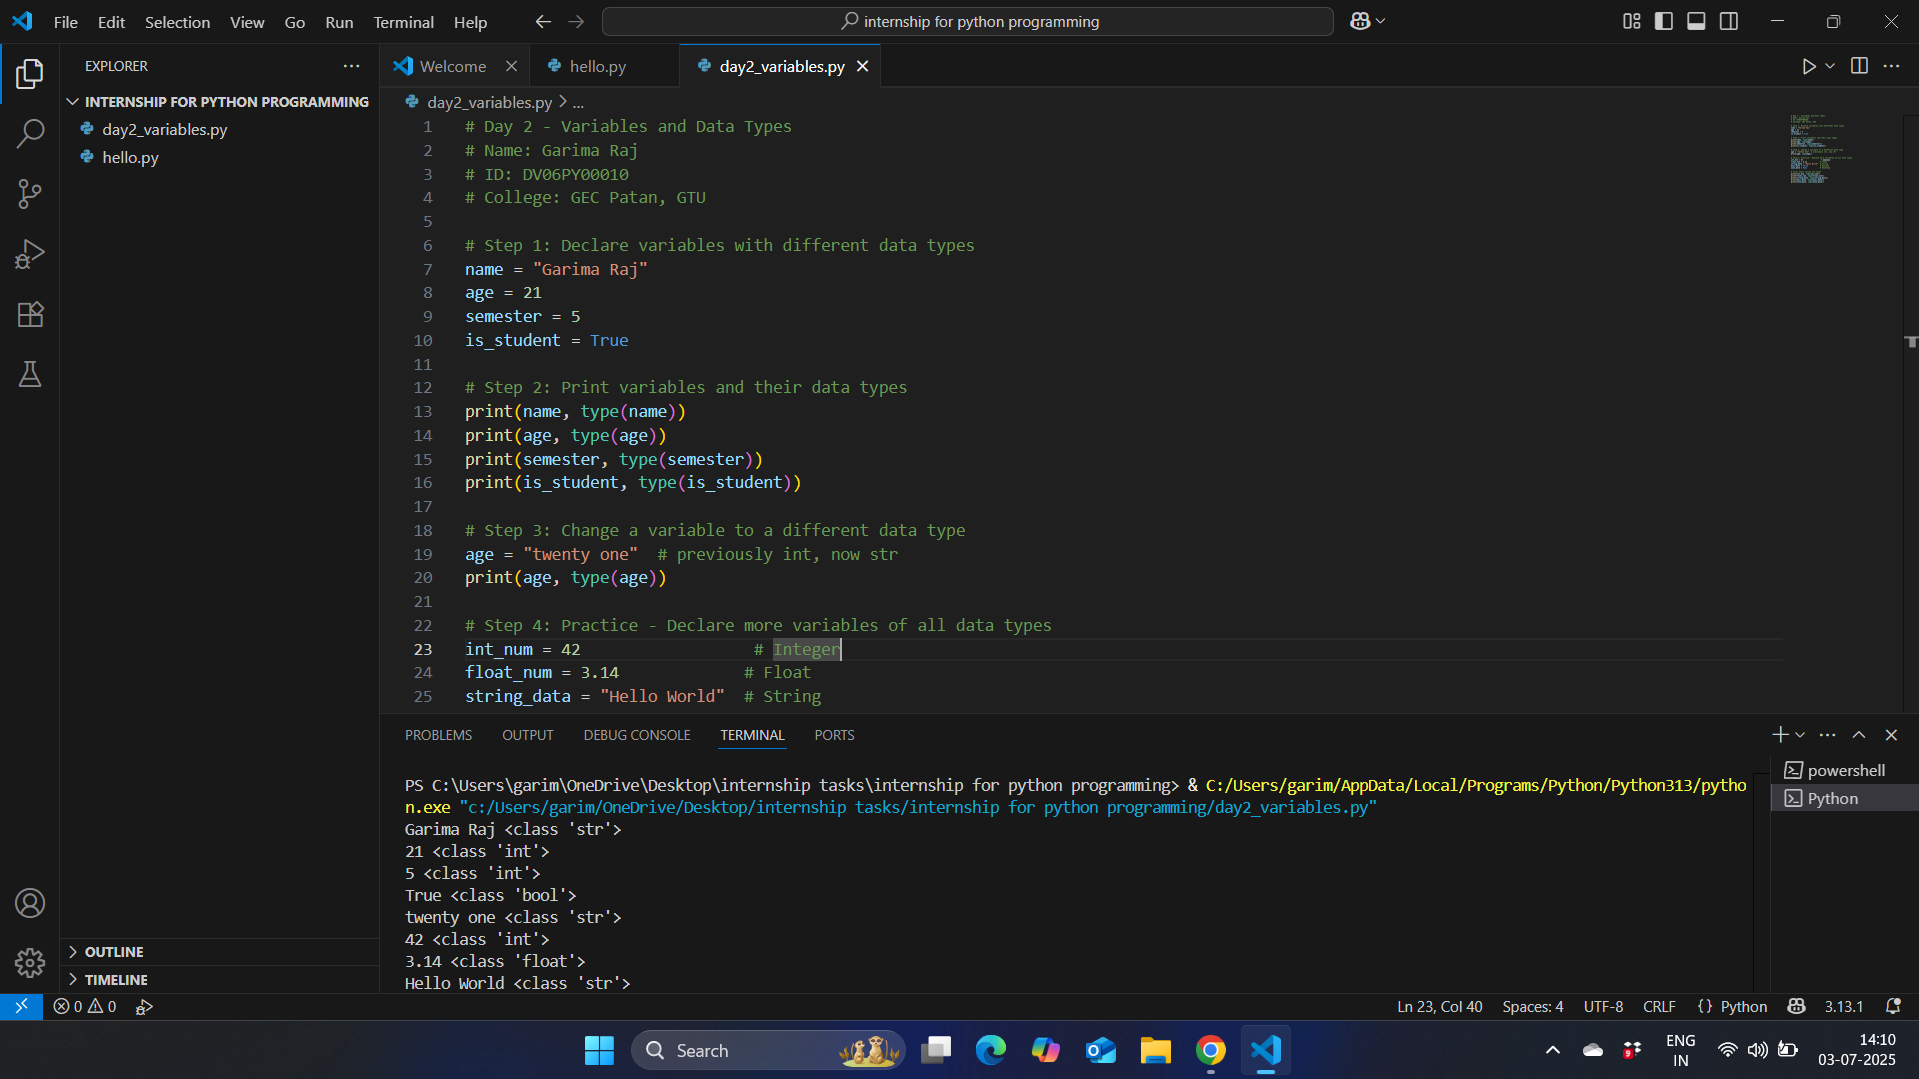 File Edit Selection View Go Run Terminal Help
internship for python programming
EXPLORER
Welcome
hello.py
day2_variables.py
INTERNSHIP FOR PYTHON PROGRAMMING
day2_variables.py
hello.py
OUTLINE
TIMELINE
day2_variables.py > ...
1 # Day 2 - Variables and Data Types
2 # Name: Garima Raj
3 # ID: DV06PY00010
4 # College: GEC Patan, GTU
5
6 # Step 1: Declare variables with different data types
7 name = "Garima Raj"
8 age = 21
9 semester = 5
10 is_student = True
11
12 # Step 2: Print variables and their data types
13 print(name, type(name))
14 print(age, type(age))
15 print(semester, type(semester))
16 print(is_student, type(is_student))
17
18 # Step 3: Change a variable to a different data type
19 age = "twenty one"  # previously int, now str
20 print(age, type(age))
21
22 # Step 4: Practice - Declare more variables of all data types
23 int_num = 42                  # Integer
24 float_num = 3.14             # Float
25 string_data = "Hello World"  # String
PROBLEMS OUTPUT DEBUG CONSOLE TERMINAL PORTS
PS C:\Users\garim\OneDrive\Desktop\internship tasks\internship for python programming> & C:/Users/garim/AppData/Local/Programs/Python/Python313/pytho
n.exe "c:/Users/garim/OneDrive/Desktop/internship tasks/internship for python programming/day2_variables.py"
Garima Raj <class 'str'>
21 <class 'int'>
5 <class 'int'>
True <class 'bool'>
twenty one <class 'str'>
42 <class 'int'>
3.14 <class 'float'>
Hello World <class 'str'>
powershell
Python
0 0
Ln 23, Col 40 Spaces: 4 UTF-8 CRLF {} Python 3.13.1
Search
9
ENG
IN
14:10
03-07-2025